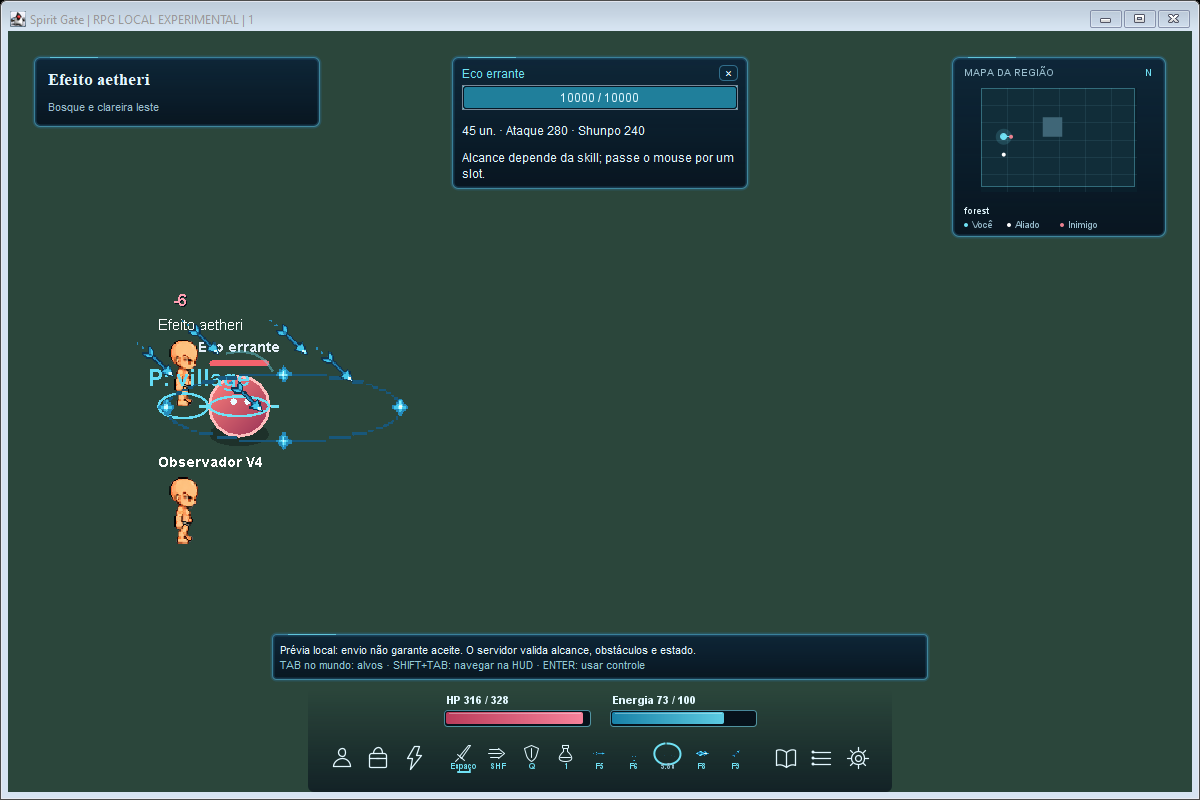 Spirit Gate | RPG LOCAL EXPERIMENTAL | 1
Efeito aetheri
Bosque e clareira leste
Eco errante
10000 / 10000
45 un. · Ataque 280 · Shunpo 240
Alcance depende da skill; passe o mouse por um
slot.
MAPA DA REGIÃO
N
forest
Você
Aliado
Inimigo
-6
Efeito aetheri
Eco errante
P: village
Observador V4
Prévia local: envio não garante aceite. O servidor valida alcance, obstáculos e estado.
TAB no mundo: alvos · SHIFT+TAB: navegar na HUD · ENTER: usar controle
HP 316 / 328
Energia 73 / 100
Espaço
SHF
Q
1
F5
F6
F8
F9